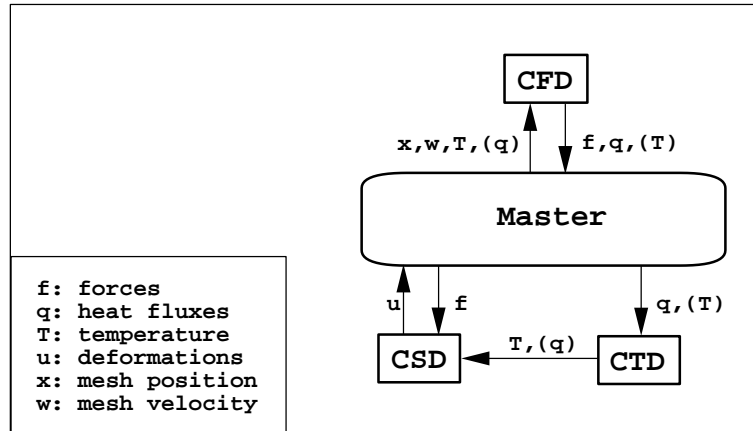 CFD
x,w,T,(q)
f,q,(T)
Master
u
f
q,(T)
CSD
T,(q)
CTD
f: forces
q: heat fluxes
T: temperature
u: deformations
x: mesh position
w: mesh velocity